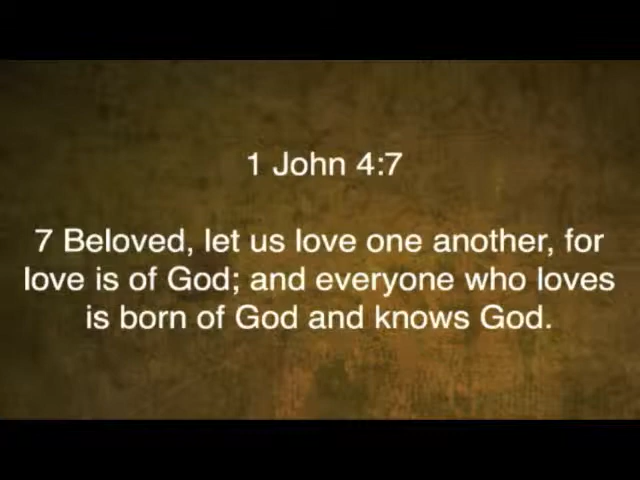 1 John 4:7
7 Beloved, let us love one another, for
love is of God; and everyone who loves
is born of God and knows God.